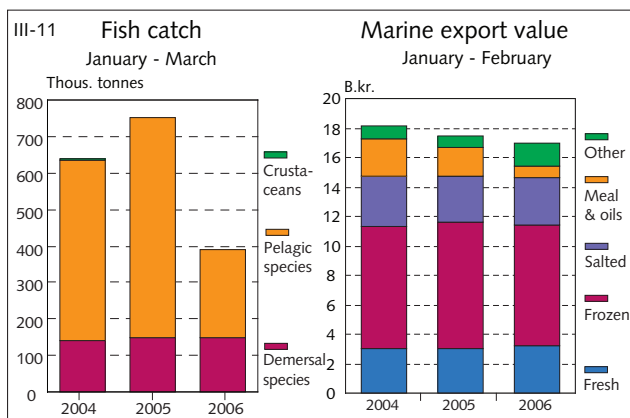 III-11
Fish catch
January - March
Thous. tonnes
800
700
600
500
400
300
200
100
0
2004
2005
2006
Crusta-
ceans
Pelagic
species
Demersal
species
Marine export value
January - February
B.kr.
20
18
16
14
12
10
8
6
4
2
0
2004
2005
2006
Other
Meal
& oils
Salted
Frozen
Fresh